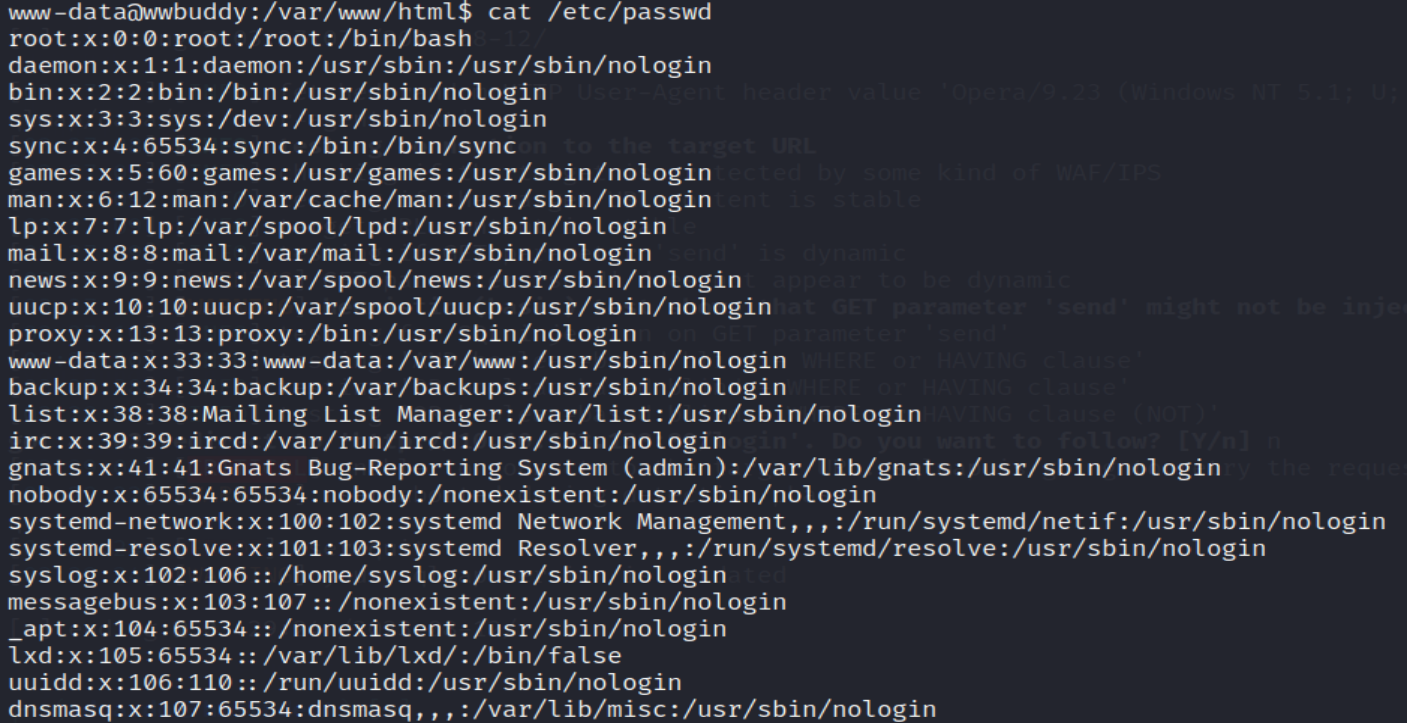 www-data@wwbuddy:/var/www/html$ cat /etc/passwd
root:x:0:0:root:/root:/bin/bash
daemon:x:1:1:daemon:/usr/sbin:/usr/sbin/nologin
bin:x:2:2:bin:/bin:/usr/sbin/nologin
sys:x:3:3:sys:/dev:/usr/sbin/nologin
sync:x:4:65534:sync:/bin:/bin/sync
games:x:5:60:games:/usr/games:/usr/sbin/nologin
man:x:6:12:man:/var/cache/man:/usr/sbin/nologin
lp:x:7:7:lp:/var/spool/lpd:/usr/sbin/nologin
mail:x:8:8:mail:/var/mail:/usr/sbin/nologin
news:x:9:9:news:/var/spool/news:/usr/sbin/nologin
uucp:x:10:10:uucp:/var/spool/uucp:/usr/sbin/nologin
proxy:x:13:13:proxy:/bin:/usr/sbin/nologin
www-data:x:33:33:www-data:/var/www:/usr/sbin/nologin
backup:x:34:34:backup:/var/backups:/usr/sbin/nologin
list:x:38:38:Mailing List Manager:/var/list:/usr/sbin/nologin
irc:x:39:39:ircd:/var/run/ircd:/usr/sbin/nologin
gnats:x:41:41:Gnats Bug-Reporting System (admin):/var/lib/gnats:/usr/sbin/nologin
nobody:x:65534:65534:nobody:/nonexistent:/usr/sbin/nologin
systemd-network:x:100:102:systemd Network Management,,,:/run/systemd/netif:/usr/sbin/nologin
systemd-resolve:x:101:103:systemd Resolver,,,:/run/systemd/resolve:/usr/sbin/nologin
syslog:x:102:106::/home/syslog:/usr/sbin/nologin
messagebus:x:103:107::/nonexistent:/usr/sbin/nologin
_apt:x:104:65534::/nonexistent:/usr/sbin/nologin
lxd:x:105:65534::/var/lib/lxd/:/bin/false
uuidd:x:106:110::/run/uuidd:/usr/sbin/nologin
dnsmasq:x:107:65534:dnsmasq,,,:/var/lib/misc:/usr/sbin/nologin